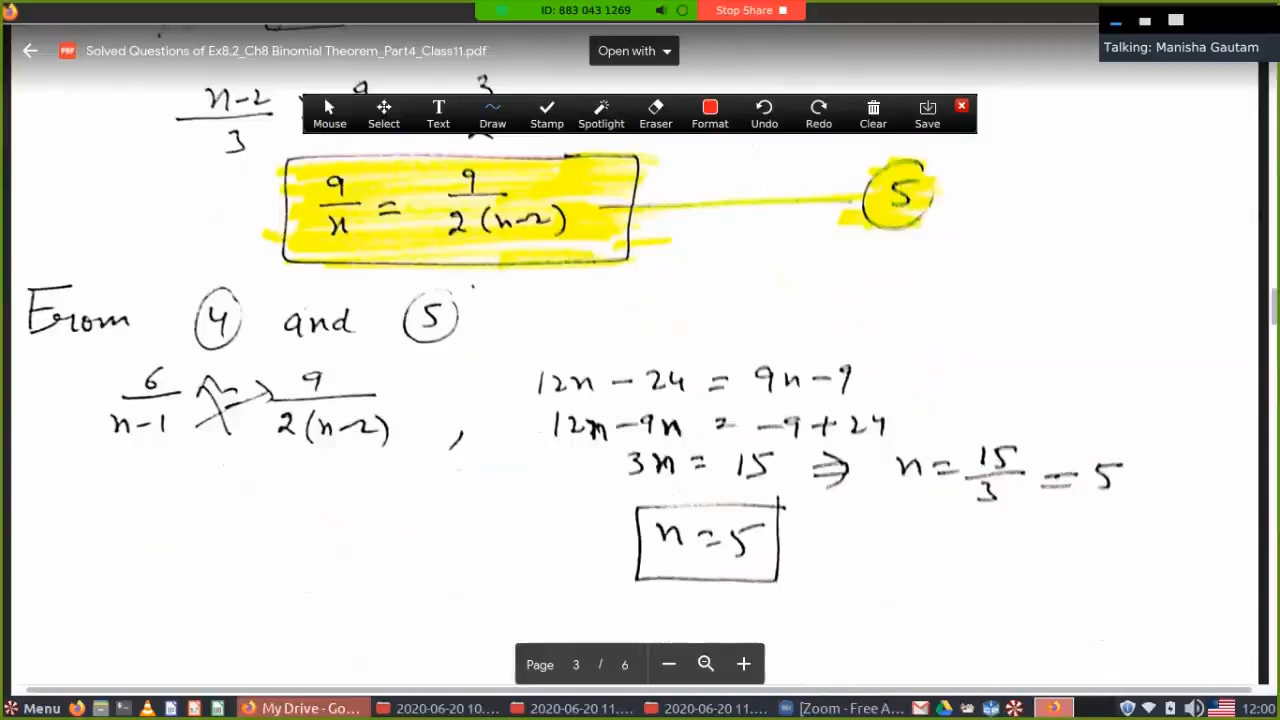 ID: 883 043 1269 Stop Share
Solved Questions of Ex8.2_Ch8 Binomial Theorem_Part4_Class11.pdf
Open with
Talking: Manisha Gautam
Mouse Select Text Draw Stamp Spotlight Eraser Format Undo Redo Clear Save
n-2/3
9/x = 9/2(n-2) 5
From 4 and 5
6/n-1 = 9/2(n-2) ,
12n - 24 = 9n - 9
12n - 9n = -9 + 24
3n = 15 ⇒ n = 15/3 = 5
n = 5
Page 3 / 6
Menu My Drive - Go... 2020-06-20 10.... 2020-06-20 11.... 2020-06-20 11.... [Zoom - Free A... 12:00